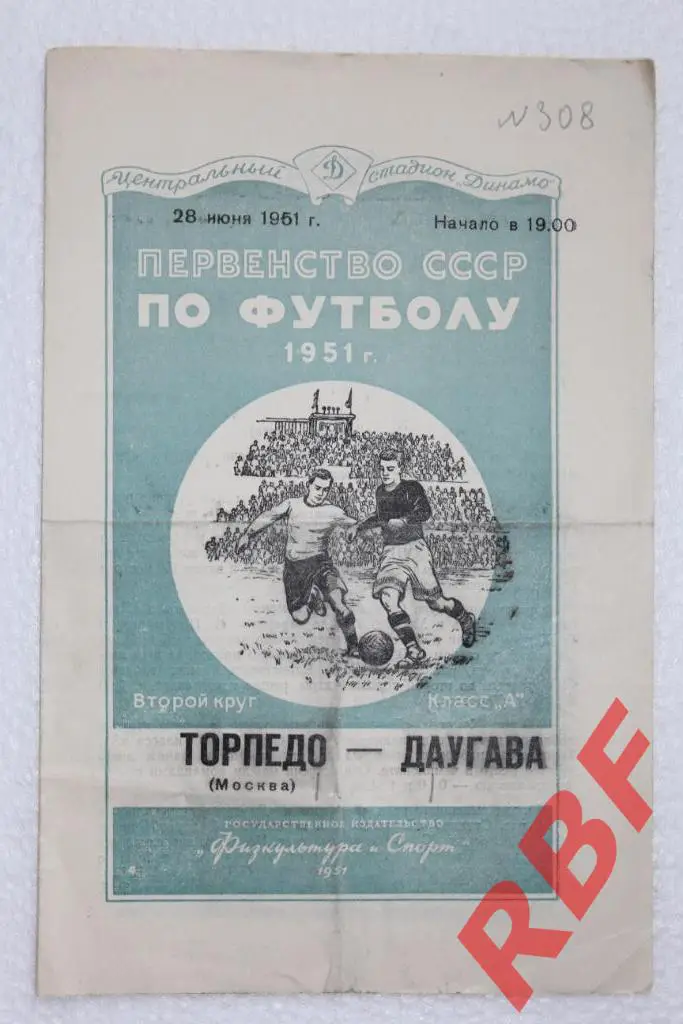 №308
Центральный Д стадион „Динамо"
28 июня 1951 г. Начало в 19.00
ПЕРВЕНСТВО СССР
ПО ФУТБОЛУ
1951 г.
Второй круг Класс „А"
ТОРПЕДО — ДАУГАВА
(Москва)
ГОСУДАРСТВЕННОЕ ИЗДАТЕЛЬСТВО
„Физкультура и Спорт"
1951
RBF
RBF